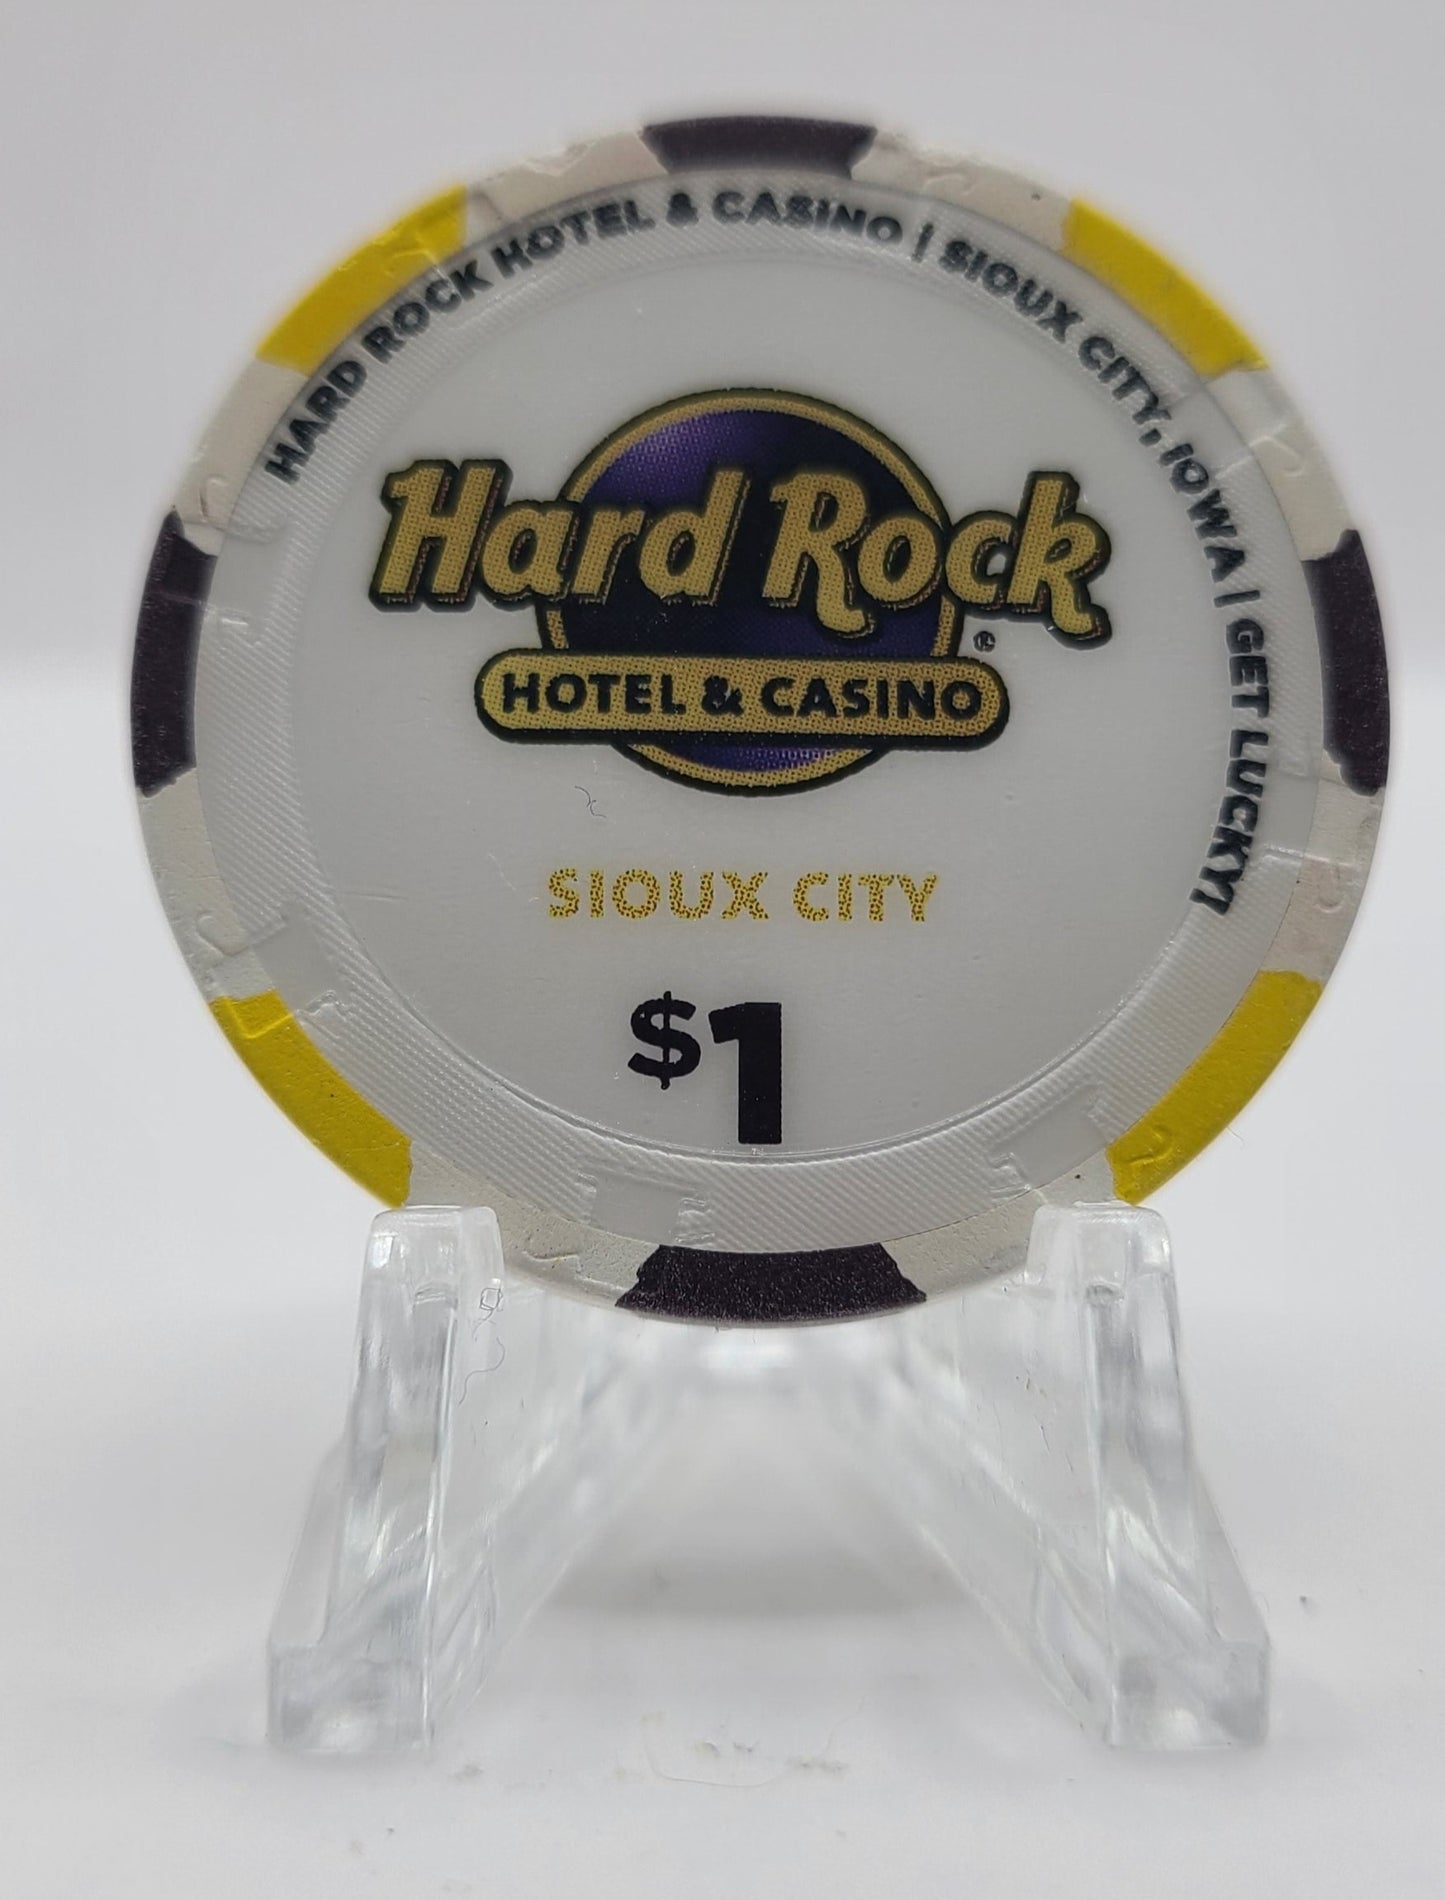 HARD ROCK HOTEL & CASINO | SIOUX CITY, IOWA | GET LUCKY!
Hard Rock®
HOTEL & CASINO
SIOUX CITY
$1